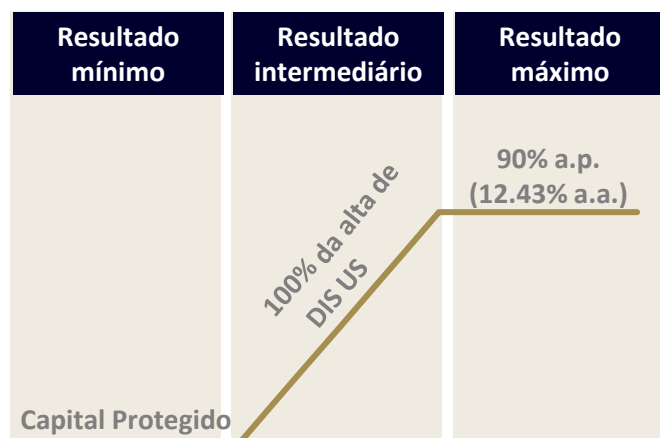 Resultado
mínimo
Resultado
intermediário
Resultado
máximo
90% a.p.
(12.43% a.a.)
100% da alta de
DIS US
Capital Protegido